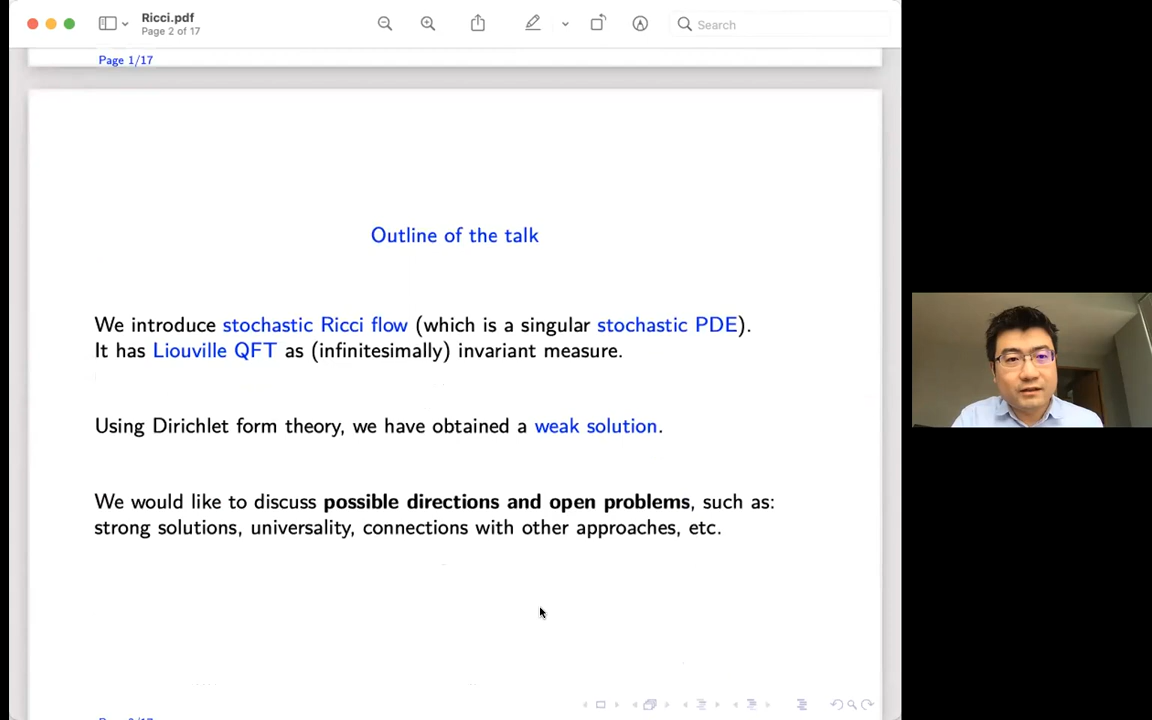 Ricci.pdf
Page 2 of 17
Search
Page 1/17
Outline of the talk
We introduce stochastic Ricci flow (which is a singular stochastic PDE).
It has Liouville QFT as (infinitesimally) invariant measure.
Using Dirichlet form theory, we have obtained a weak solution.
We would like to discuss possible directions and open problems, such as:
strong solutions, universality, connections with other approaches, etc.